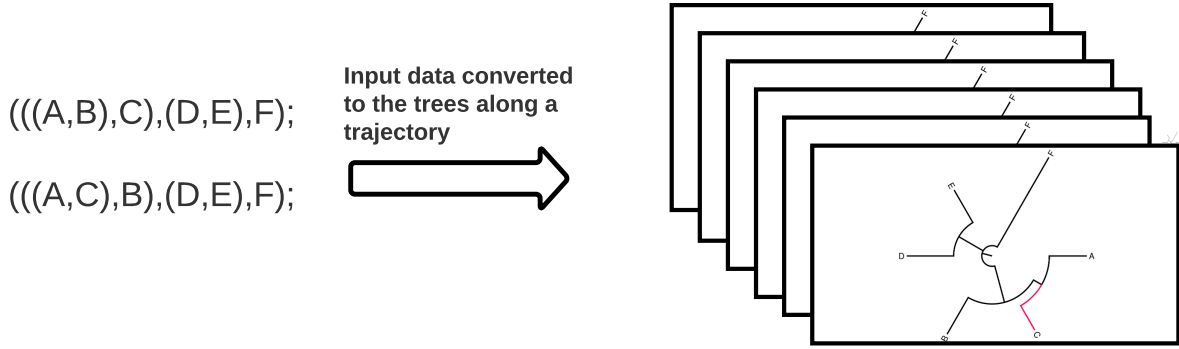 (((A,B),C),(D,E),F);
(((A,C),B),(D,E),F);
Input data converted
to the trees along a
trajectory
F
F
F
F
F
F
E
D
A
B
C